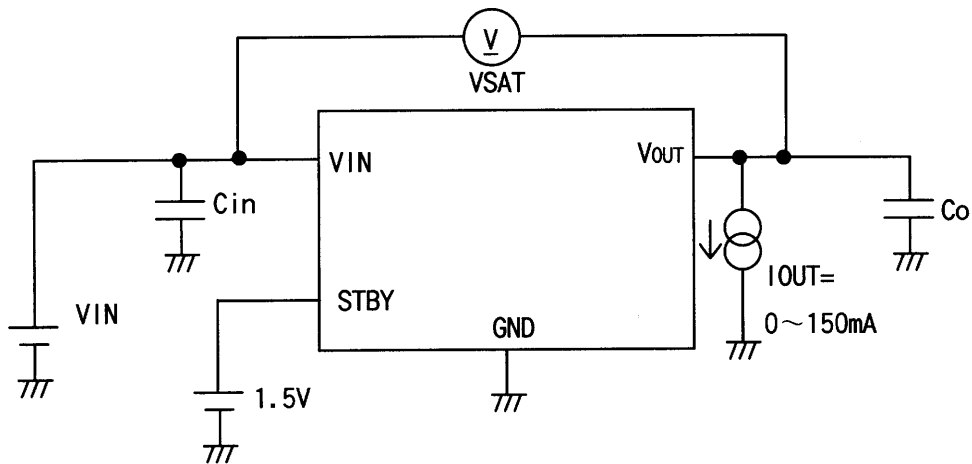 V
VSAT
VIN
VOUT
Cin
Co
IOUT=
0～150mA
VIN
STBY
GND
1.5V